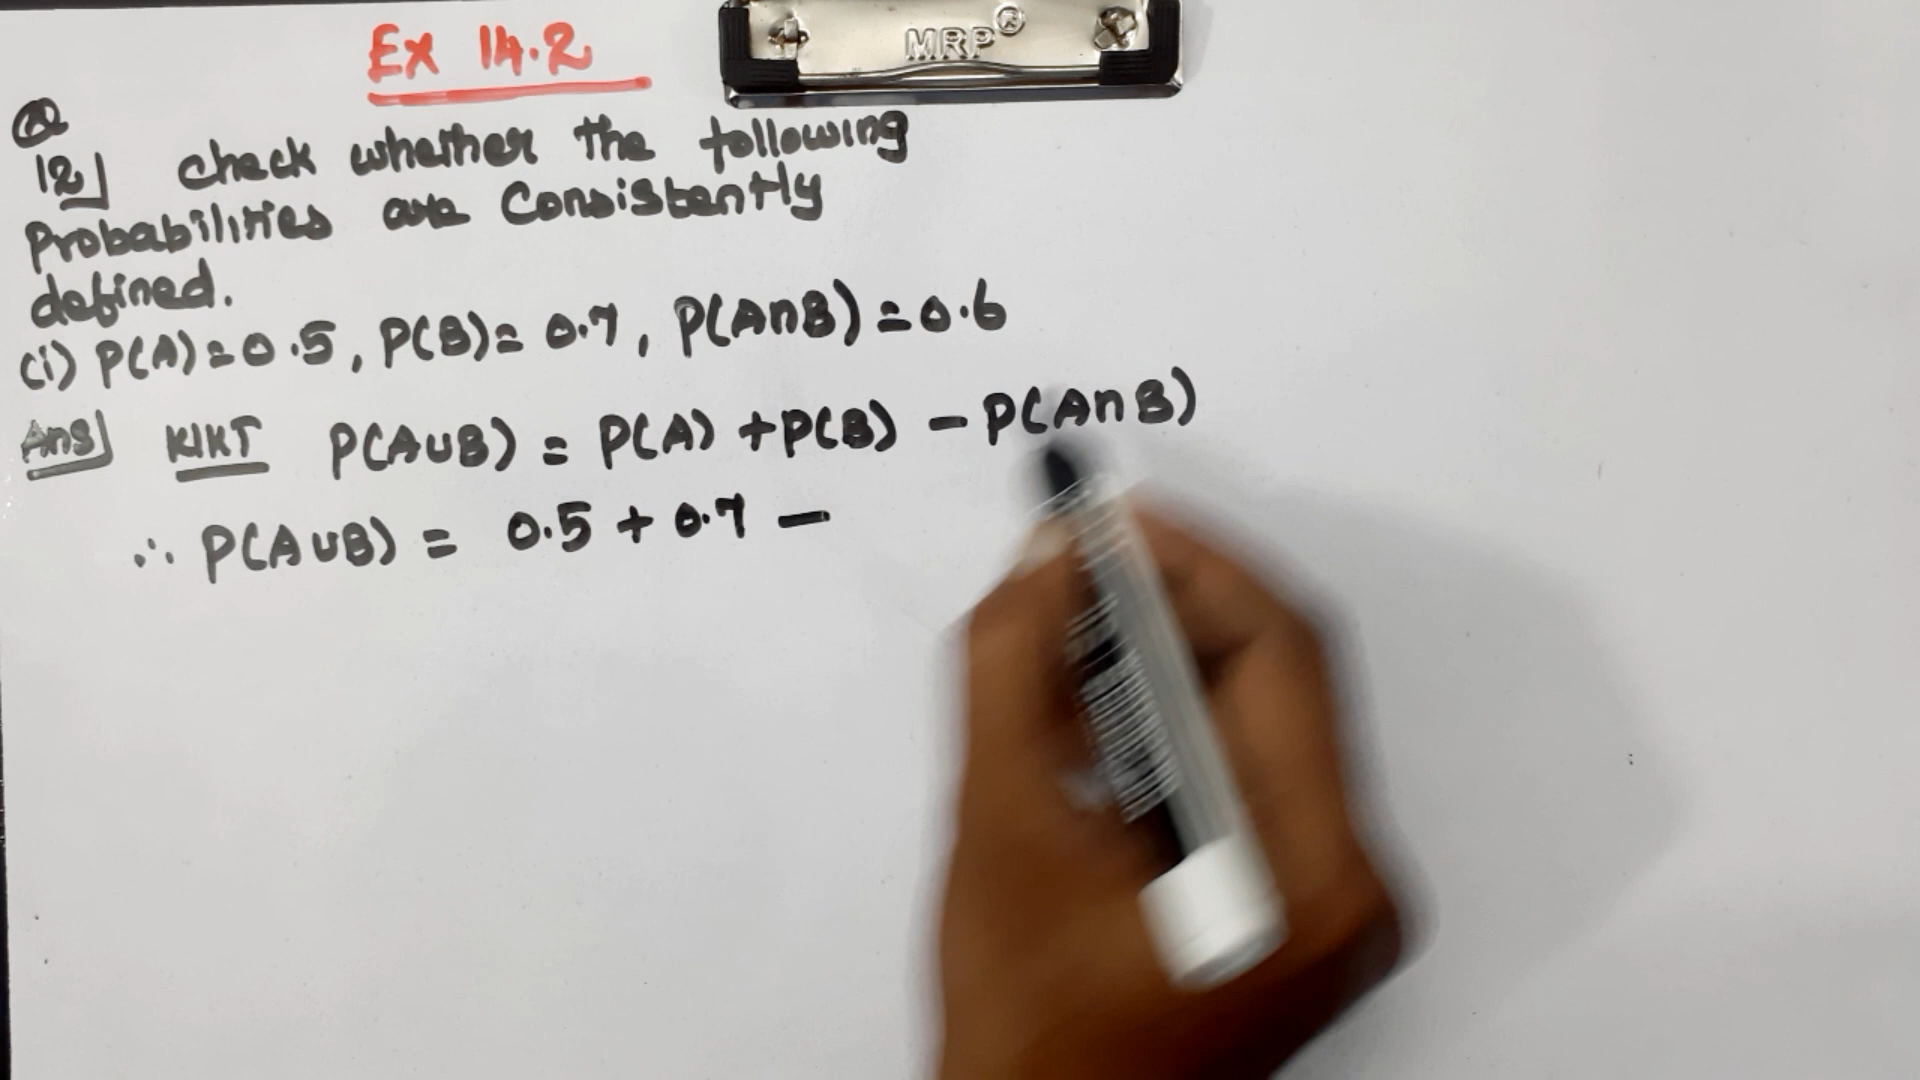 Ex 14.2
MRP®
Q
12] check whether the following
Probabilities are Consistently
defined.
(i) P(A)=0.5, P(B)= 0.7, P(A∩B)=0.6
Ans] WKT P(A∪B) = P(A) +P(B) - P(A∩B)
∴ P(A∪B) = 0.5 + 0.7 -